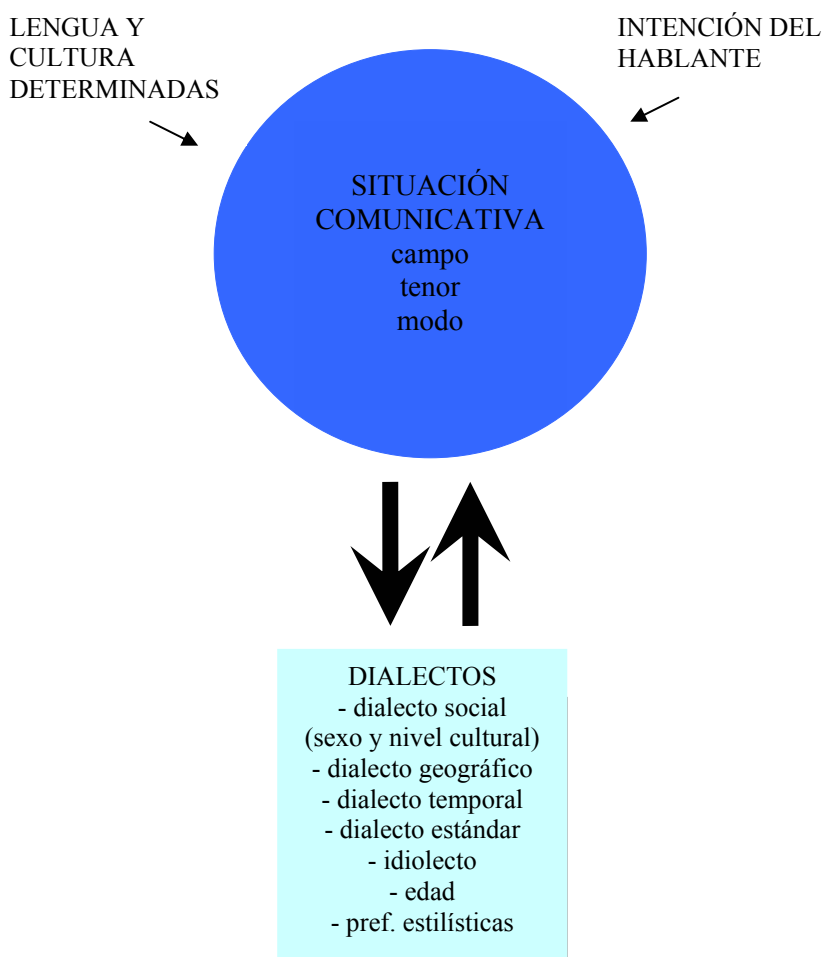 LENGUA Y
CULTURA
DETERMINADAS
INTENCIÓN DEL
HABLANTE
SITUACIÓN
COMUNICATIVA
campo
tenor
modo
DIALECTOS
- dialecto social
(sexo y nivel cultural)
- dialecto geográfico
- dialecto temporal
- dialecto estándar
- idiolecto
- edad
- pref. estilísticas